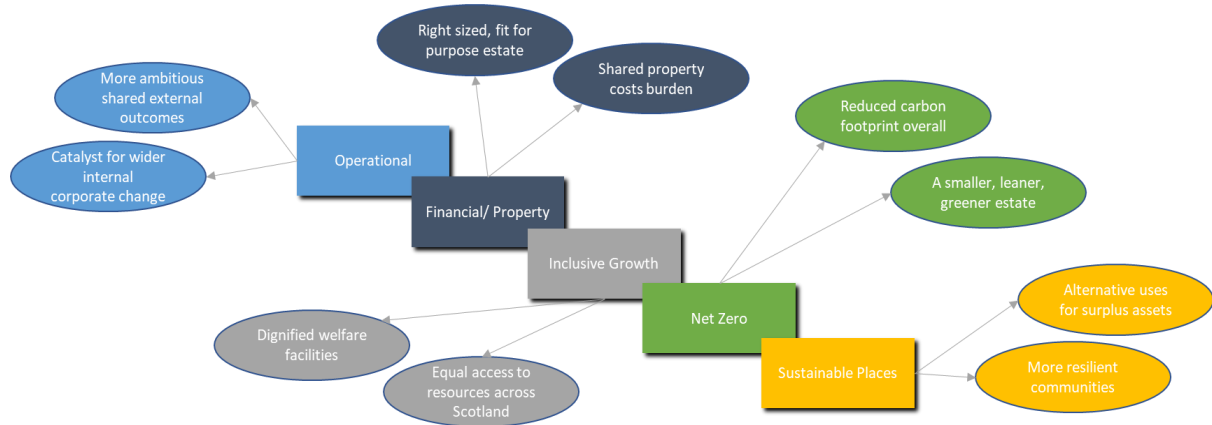 Right sized, fit for
purpose estate
Shared property
costs burden
More ambitious
shared external
outcomes
Reduced carbon
footprint overall
Operational
Catalyst for wider
internal
corporate change
A smaller, leaner,
greener estate
Financial/ Property
Inclusive Growth
Alternative uses
for surplus assets
Net Zero
Dignified welfare
facilities
Sustainable Places
More resilient
communities
Equal access to
resources across
Scotland